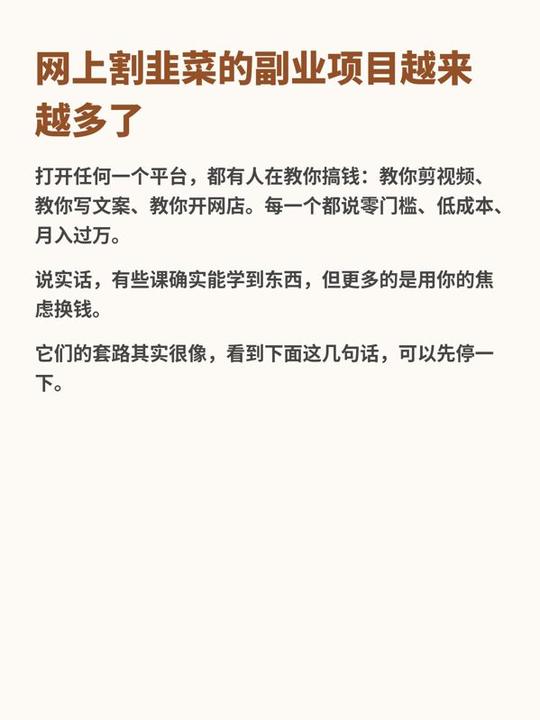 网上割韭菜的副业项目越来
越多了
打开任何一个平台，都有人在教你搞钱：教你剪视频、
教你写文案、教你开网店。每一个都说零门槛、低成本、
月入过万。
说实话，有些课确实能学到东西，但更多的是用你的焦
虑换钱。
它们的套路其实很像，看到下面这几句话，可以先停一
下。